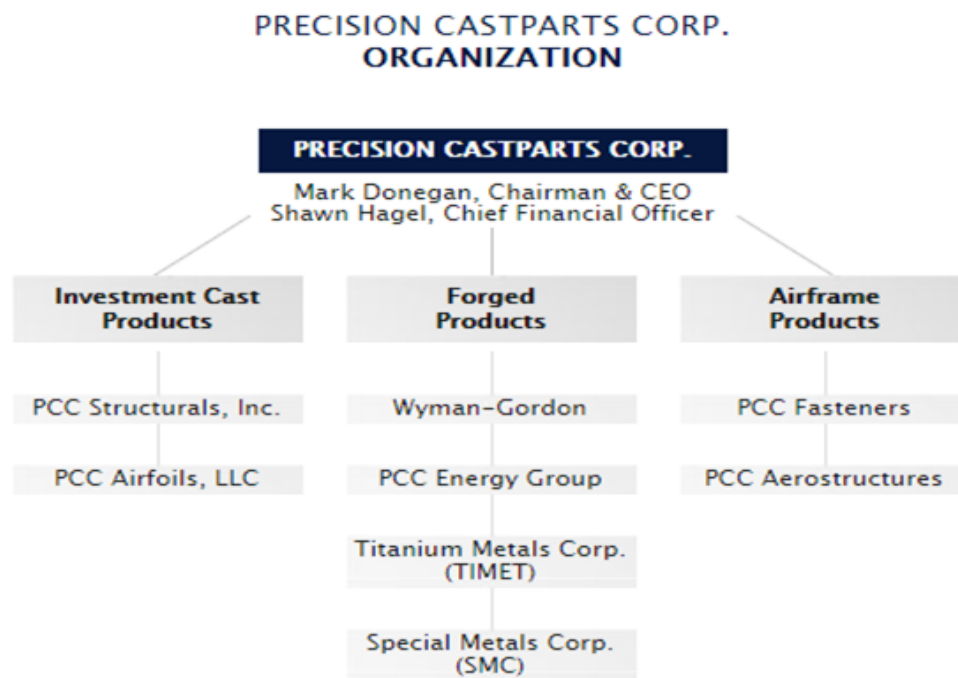 PRECISION CASTPARTS CORP.
ORGANIZATION
PRECISION CASTPARTS CORP.
Mark Donegan, Chairman & CEO
Shawn Hagel, Chief Financial Officer
Investment Cast
Products
PCC Structurals, Inc.
PCC Airfoils, LLC
Forged
Products
Wyman-Gordon
PCC Energy Group
Titanium Metals Corp.
(TIMET)
Special Metals Corp.
(SMC)
Airframe
Products
PCC Fasteners
PCC Aerostructures